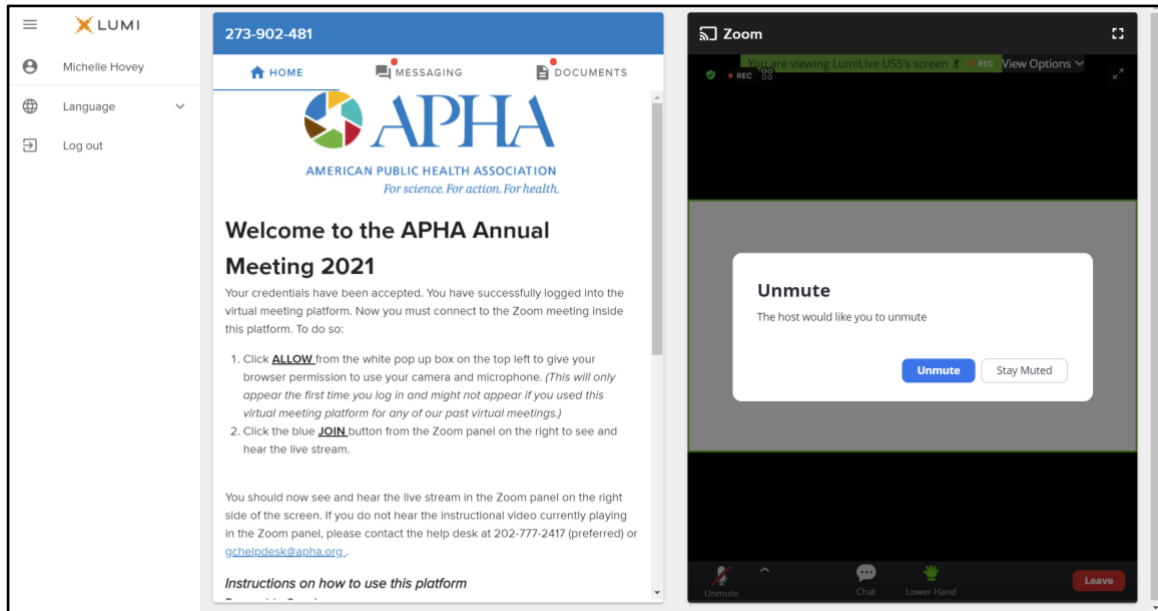 LUMI
Michelle Hovey
Language
Log out
273-902-481
HOME
MESSAGING
DOCUMENTS
APHA
AMERICAN PUBLIC HEALTH ASSOCIATION
For science. For action. For health.
Welcome to the APHA Annual
Meeting 2021
Your credentials have been accepted. You have successfully logged into the
virtual meeting platform. Now you must connect to the Zoom meeting inside
this platform. To do so:
1. Click ALLOW from the white pop up box on the top left to give your
browser permission to use your camera and microphone. (This will only
appear the first time you log in and might not appear if you used this
virtual meeting platform for any of our past virtual meetings.)
2. Click the blue JOIN button from the Zoom panel on the right to see and
hear the live stream.
You should now see and hear the live stream in the Zoom panel on the right
side of the screen. If you do not hear the instructional video currently playing
in the Zoom panel, please contact the help desk at 202-777-2417 (preferred) or
gchelpdesk@apha.org.
Instructions on how to use this platform
Zoom
You are viewing LumiLive US5's screen
REC
View Options
REC
Unmute
The host would like you to unmute
Unmute
Stay Muted
Unmute
Chat
Lower Hand
Leave